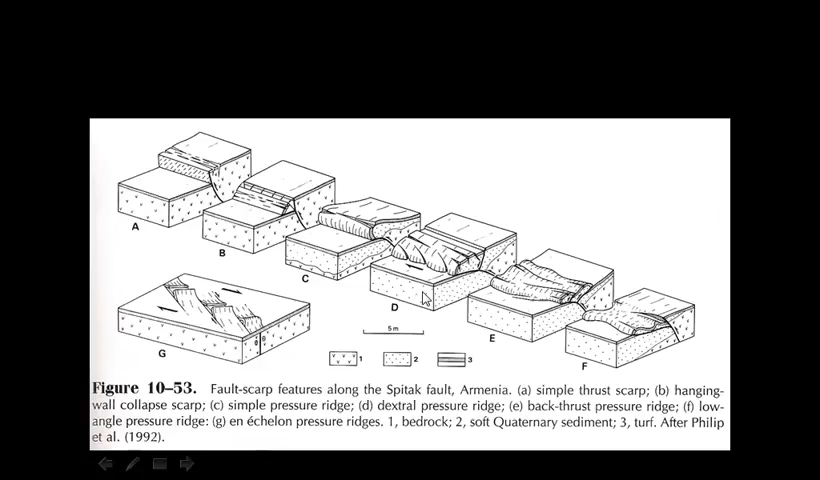 A
B
C
D
E
F
G
5 m
1
2
3
Figure 10–53. Fault-scarp features along the Spitak fault, Armenia. (a) simple thrust scarp; (b) hanging-
wall collapse scarp; (c) simple pressure ridge; (d) dextral pressure ridge; (e) back-thrust pressure ridge; (f) low-
angle pressure ridge: (g) en échelon pressure ridges. 1, bedrock; 2, soft Quaternary sediment; 3, turf. After Philip
et al. (1992).